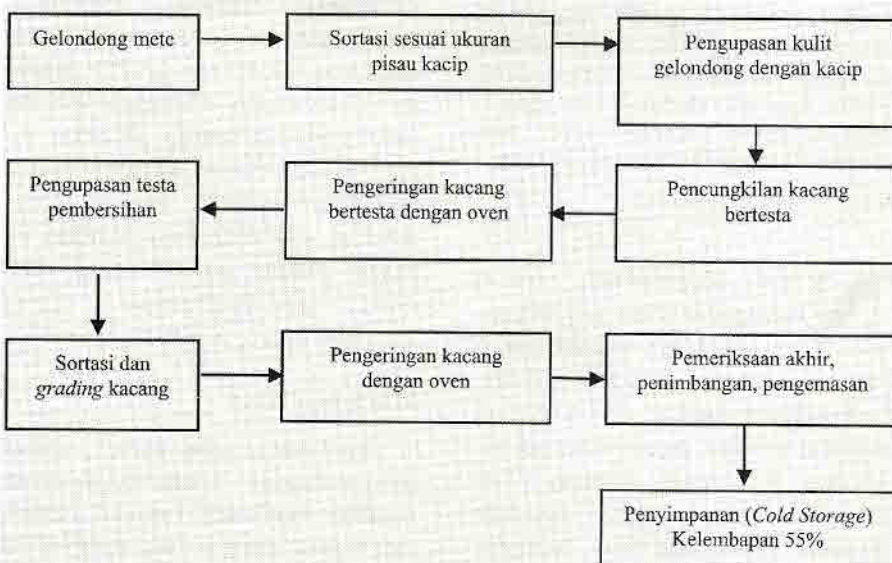 Gelondong mete
Sortasi sesuai ukuran
pisau kacip
Pengupasan kulit
gelondong dengan kacip
Pencungkilan kacang
bertesta
Pengeringan kacang
bertesta dengan oven
Pengupasan testa
pembersihan
Sortasi dan
grading kacang
Pengeringan kacang
dengan oven
Pemeriksaan akhir,
penimbangan, pengemasan
Penyimpanan (Cold Storage)
Kelembapan 55%